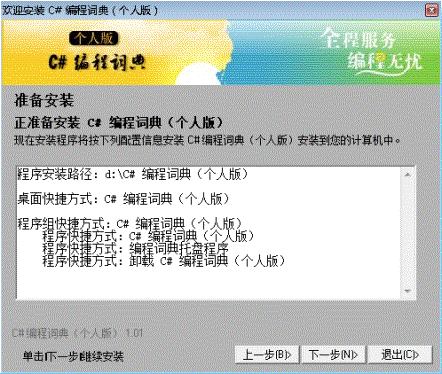 欢迎安装 C# 编程词典（个人版）
个人版
C# 编程词典
全程服务
编程无忧
准备安装
正准备安装 C# 编程词典（个人版）
现在安装程序将按下列配置信息安装 C# 编程词典（个人版）安装到您的计算机中。
程序安装路径: d:\C# 编程词典（个人版）
桌面快捷方式: C# 编程词典（个人版）
程序组快捷方式: C# 编程词典（个人版）
程序快捷方式: C# 编程词典（个人版）
程序快捷方式: 编程词典托盘程序
程序快捷方式: 卸载 C# 编程词典（个人版）
C# 编程词典（个人版） 1.01
单击[下一步]继续安装
上一步(B)> 下一步(N)> 退出(C)>